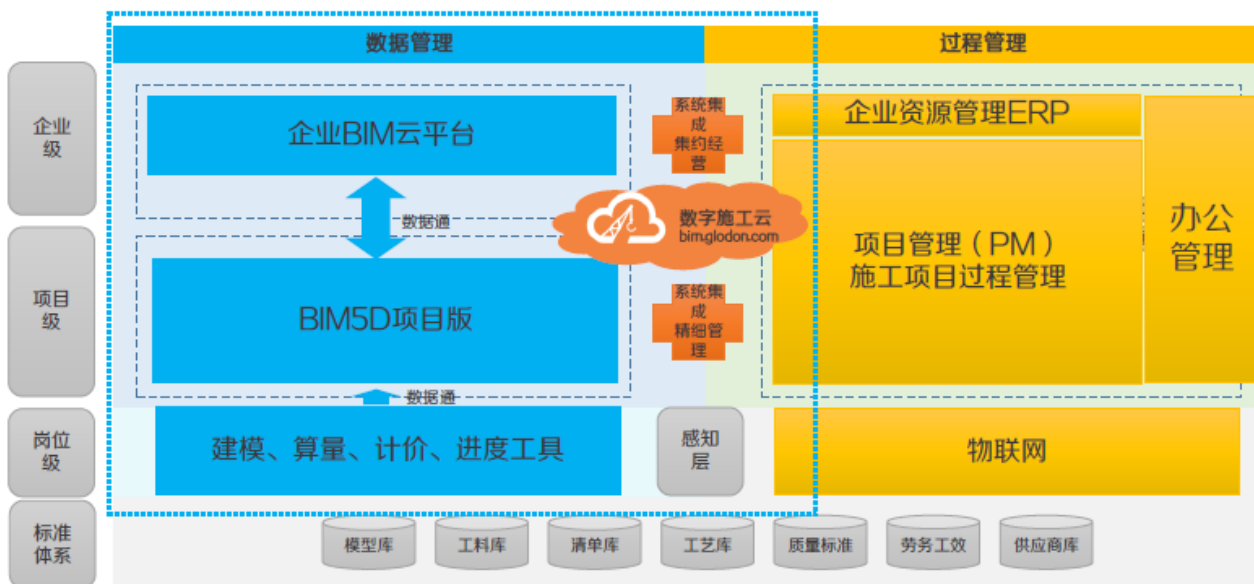 数据管理
过程管理
企业
级
企业BIM云平台
系统集
成
集约经
营
企业资源管理ERP
办公
管理
数据通
数字施工云
bim.glodon.com
项目管理（PM）
施工项目过程管理
项目
级
BIM5D项目版
系统集
成
精细管
理
数据通
岗位
级
建模、算量、计价、进度工具
感知
层
物联网
标准
体系
模型库
工料库
清单库
工艺库
质量标准
劳务工效
供应商库